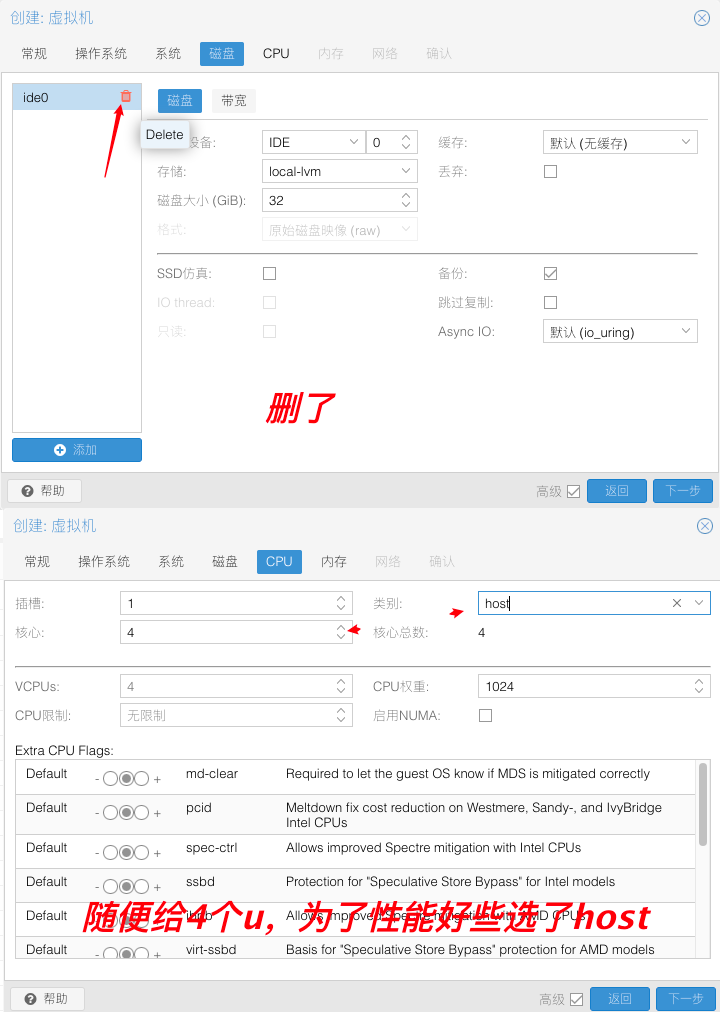 创建: 虚拟机
常规 操作系统 系统 磁盘 CPU 内存 网络 确认
ide0
磁盘 带宽
Delete
设备: IDE 0 缓存: 默认 (无缓存)
存储: local-lvm 丢弃:
磁盘大小 (GiB): 32
格式: 原始磁盘映像 (raw)
SSD仿真: 备份:
IO thread: 跳过复制:
只读: Async IO: 默认 (io_uring)
删了
添加
帮助 高级 返回 下一步
创建: 虚拟机
常规 操作系统 系统 磁盘 CPU 内存 网络 确认
插槽: 1 类别: host
核心: 4 核心总数: 4
VCPUs: 4 CPU权重: 1024
CPU限制: 无限制 启用NUMA:
Extra CPU Flags:
Default - + md-clear Required to let the guest OS know if MDS is mitigated correctly
Default - + pcid Meltdown fix cost reduction on Westmere, Sandy-, and IvyBridge
Intel CPUs
Default - + spec-ctrl Allows improved Spectre mitigation with Intel CPUs
Default - + ssbd Protection for "Speculative Store Bypass" for Intel models
Default ibpb Allows improved Spectre mitigation with AMD CPUs
随便给4个u，为了性能好些选了host
Default - + virt-ssbd Basis for "Speculative Store Bypass" protection for AMD models
帮助 高级 返回 下一步